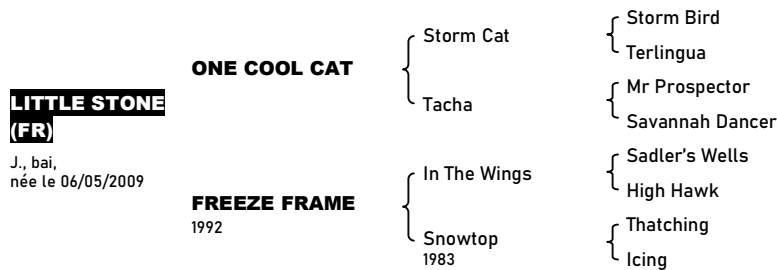 LITTLE STONE
(FR)
J., bai,
née le 06/05/2009
ONE COOL CAT
FREEZE FRAME
1992
Storm Cat
Tacha
In The Wings
Snowtop
1983
Storm Bird
Terlingua
Mr Prospector
Savannah Dancer
Sadler's Wells
High Hawk
Thatching
Icing